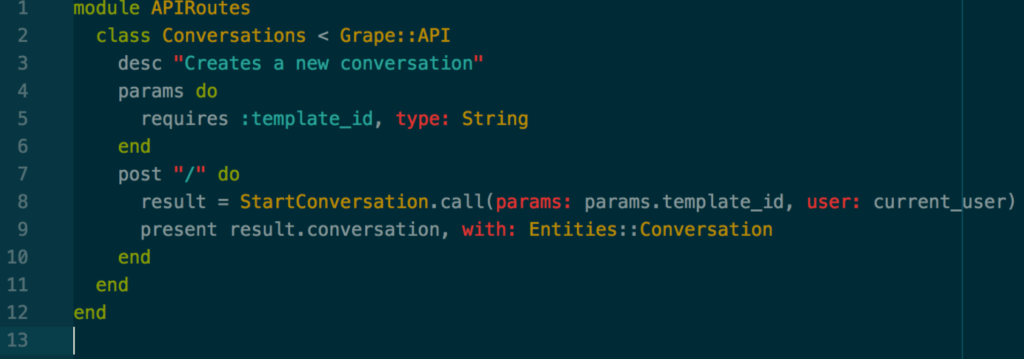 1 module APIRoutes
2   class Conversations < Grape::API
3     desc "Creates a new conversation"
4     params do
5       requires :template_id, type: String
6     end
7     post "/" do
8       result = StartConversation.call(params: params.template_id, user: current_user)
9       present result.conversation, with: Entities::Conversation
10     end
11   end
12 end
13